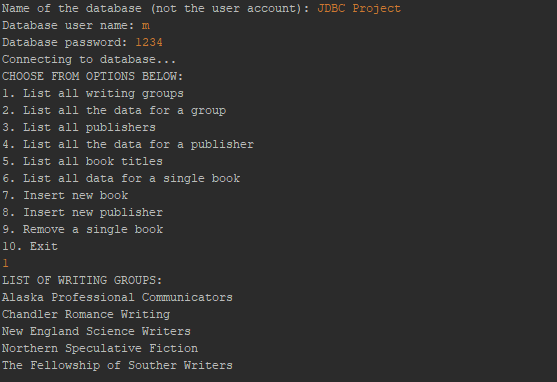 Name of the database (not the user account): JDBC Project
Database user name: m
Database password: 1234
Connecting to database...
CHOOSE FROM OPTIONS BELOW:
1. List all writing groups
2. List all the data for a group
3. List all publishers
4. List all the data for a publisher
5. List all book titles
6. List all data for a single book
7. Insert new book
8. Insert new publisher
9. Remove a single book
10. Exit
1
LIST OF WRITING GROUPS:
Alaska Professional Communicators
Chandler Romance Writing
New England Science Writers
Northern Speculative Fiction
The Fellowship of Souther Writers